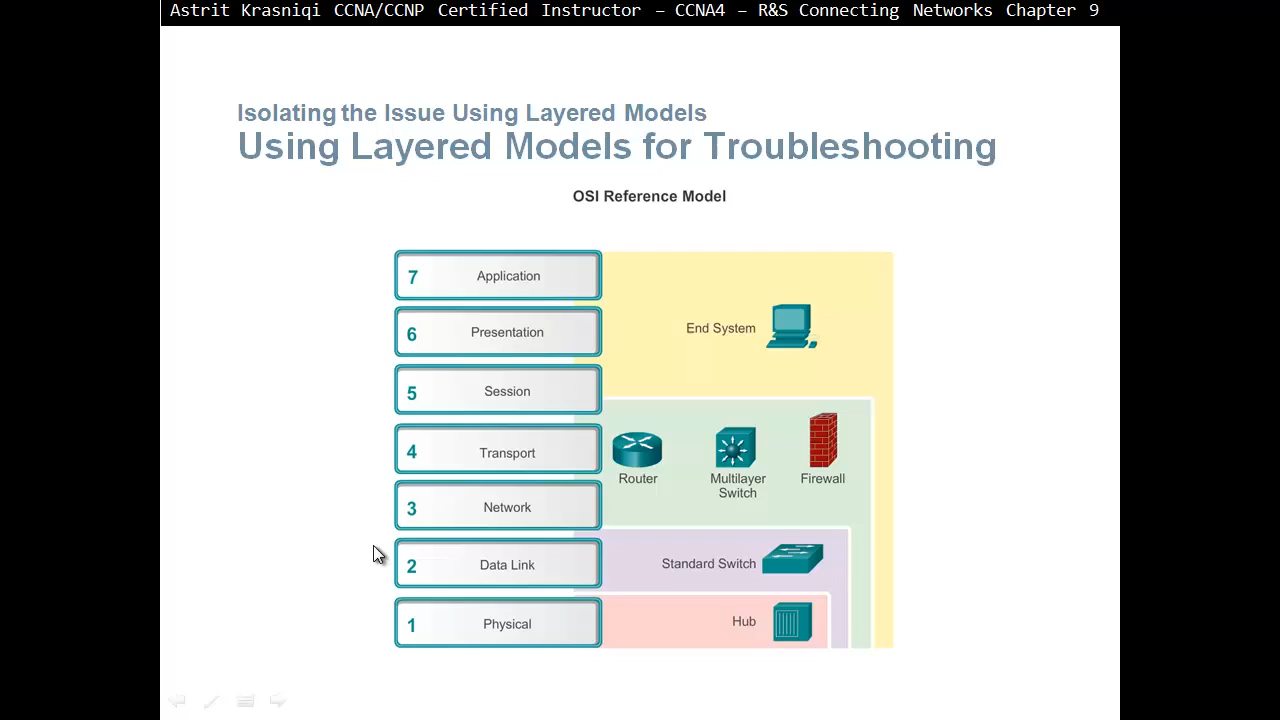 Astrit Krasniqi CCNA/CCNP Certified Instructor – CCNA4 – R&S Connecting Networks Chapter 9
Isolating the Issue Using Layered Models
Using Layered Models for Troubleshooting
OSI Reference Model
7 Application
6 Presentation
End System
5 Session
4 Transport
Router
Multilayer
Switch
Firewall
3 Network
2 Data Link
Standard Switch
1 Physical
Hub